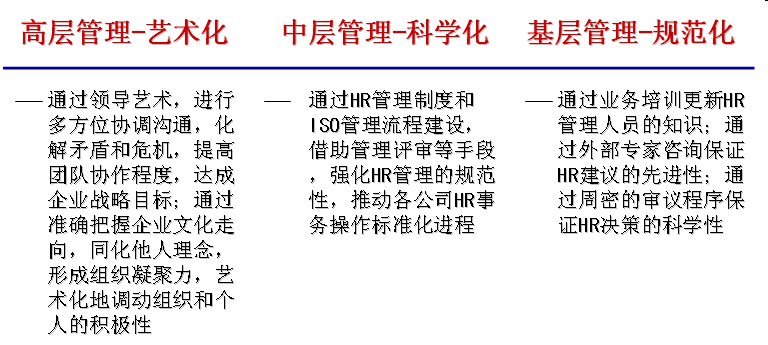 高层管理-艺术化
中层管理-科学化
基层管理-规范化
—— 通过领导艺术，进行
多方位协调沟通，化
解矛盾和危机，提高
团队协作程度，达成
企业战略目标；通过
准确把握企业文化走
向，同化他人理念，
形成组织凝聚力，艺
术化地调动组织和个
人的积极性
—— 通过HR管理制度和
ISO管理流程建设，
借助管理评审等手段
，强化HR管理的规范
性，推动各公司HR事
务操作标准化进程
—— 通过业务培训更新HR
管理人员的知识；通
过外部专家咨询保证
HR建议的先进性；通
过周密的审议程序保
证HR决策的科学性